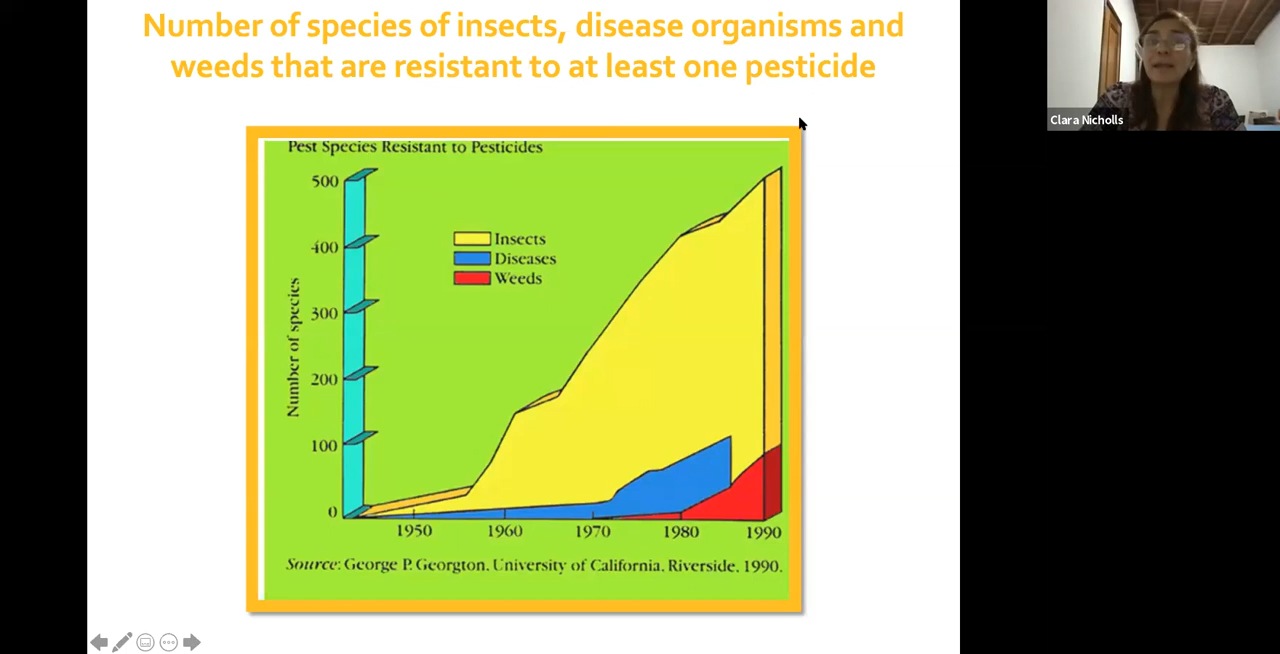 Number of species of insects, disease organisms and
weeds that are resistant to at least one pesticide
Clara Nicholls
Pest Species Resistant to Pesticides
500
400
300
200
100
0
Number of species
Insects
Diseases
Weeds
1950 1960 1970 1980 1990
Source: George P. Georgton. University of California. Riverside. 1990.